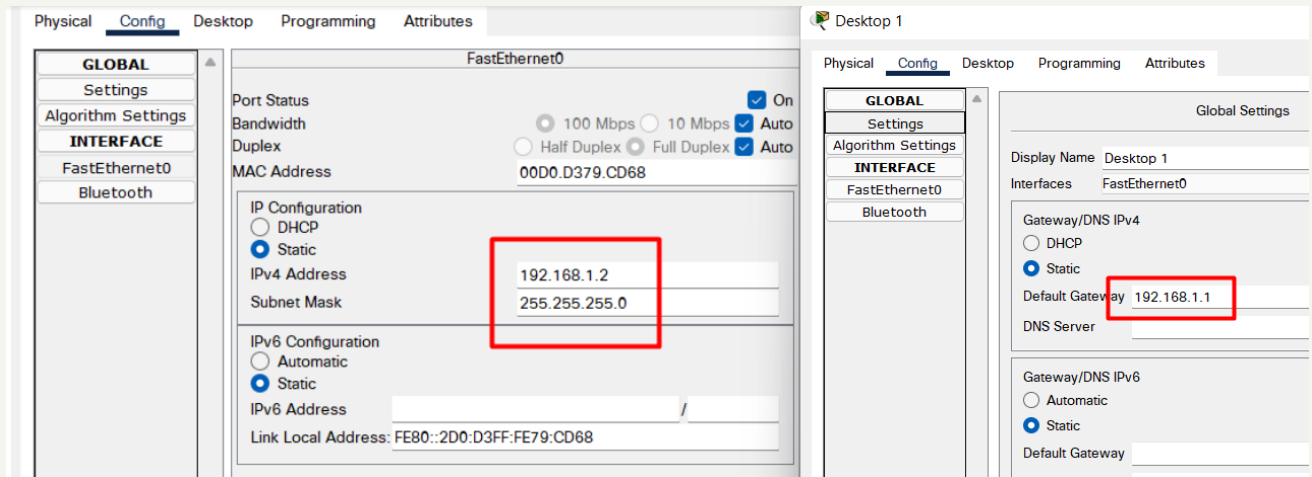 Physical Config Desktop Programming Attributes
GLOBAL
Settings
Algorithm Settings
INTERFACE
FastEthernet0
Bluetooth
FastEthernet0
Port Status On
Bandwidth 100 Mbps 10 Mbps Auto
Duplex Half Duplex Full Duplex Auto
MAC Address 00D0.D379.CD68
IP Configuration
DHCP
Static
IPv4 Address 192.168.1.2
Subnet Mask 255.255.255.0
IPv6 Configuration
Automatic
Static
IPv6 Address /
Link Local Address: FE80::2D0:D3FF:FE79:CD68
Desktop 1
Physical Config Desktop Programming Attributes
GLOBAL
Settings
Algorithm Settings
INTERFACE
FastEthernet0
Bluetooth
Global Settings
Display Name Desktop 1
Interfaces FastEthernet0
Gateway/DNS IPv4
DHCP
Static
Default Gateway 192.168.1.1
DNS Server
Gateway/DNS IPv6
Automatic
Static
Default Gateway